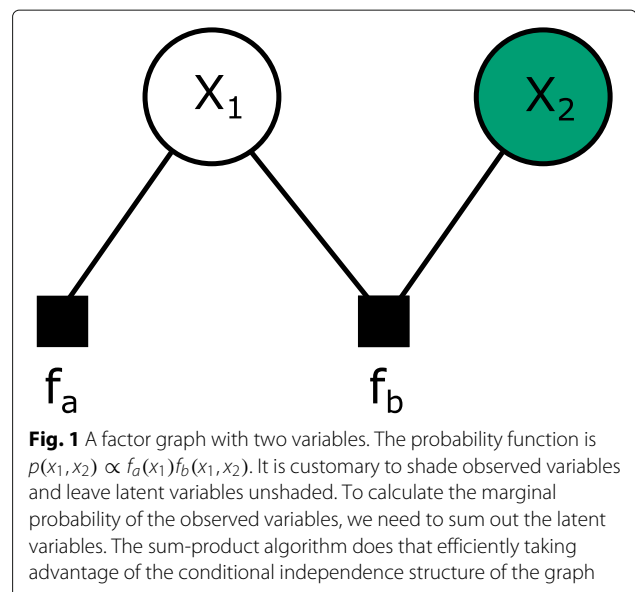 X₁ X₂
fₐ f_b
Fig. 1 A factor graph with two variables. The probability function is
p(x₁, x₂) ∝ fₐ(x₁)f_b(x₁, x₂). It is customary to shade observed variables
and leave latent variables unshaded. To calculate the marginal
probability of the observed variables, we need to sum out the latent
variables. The sum-product algorithm does that efficiently taking
advantage of the conditional independence structure of the graph